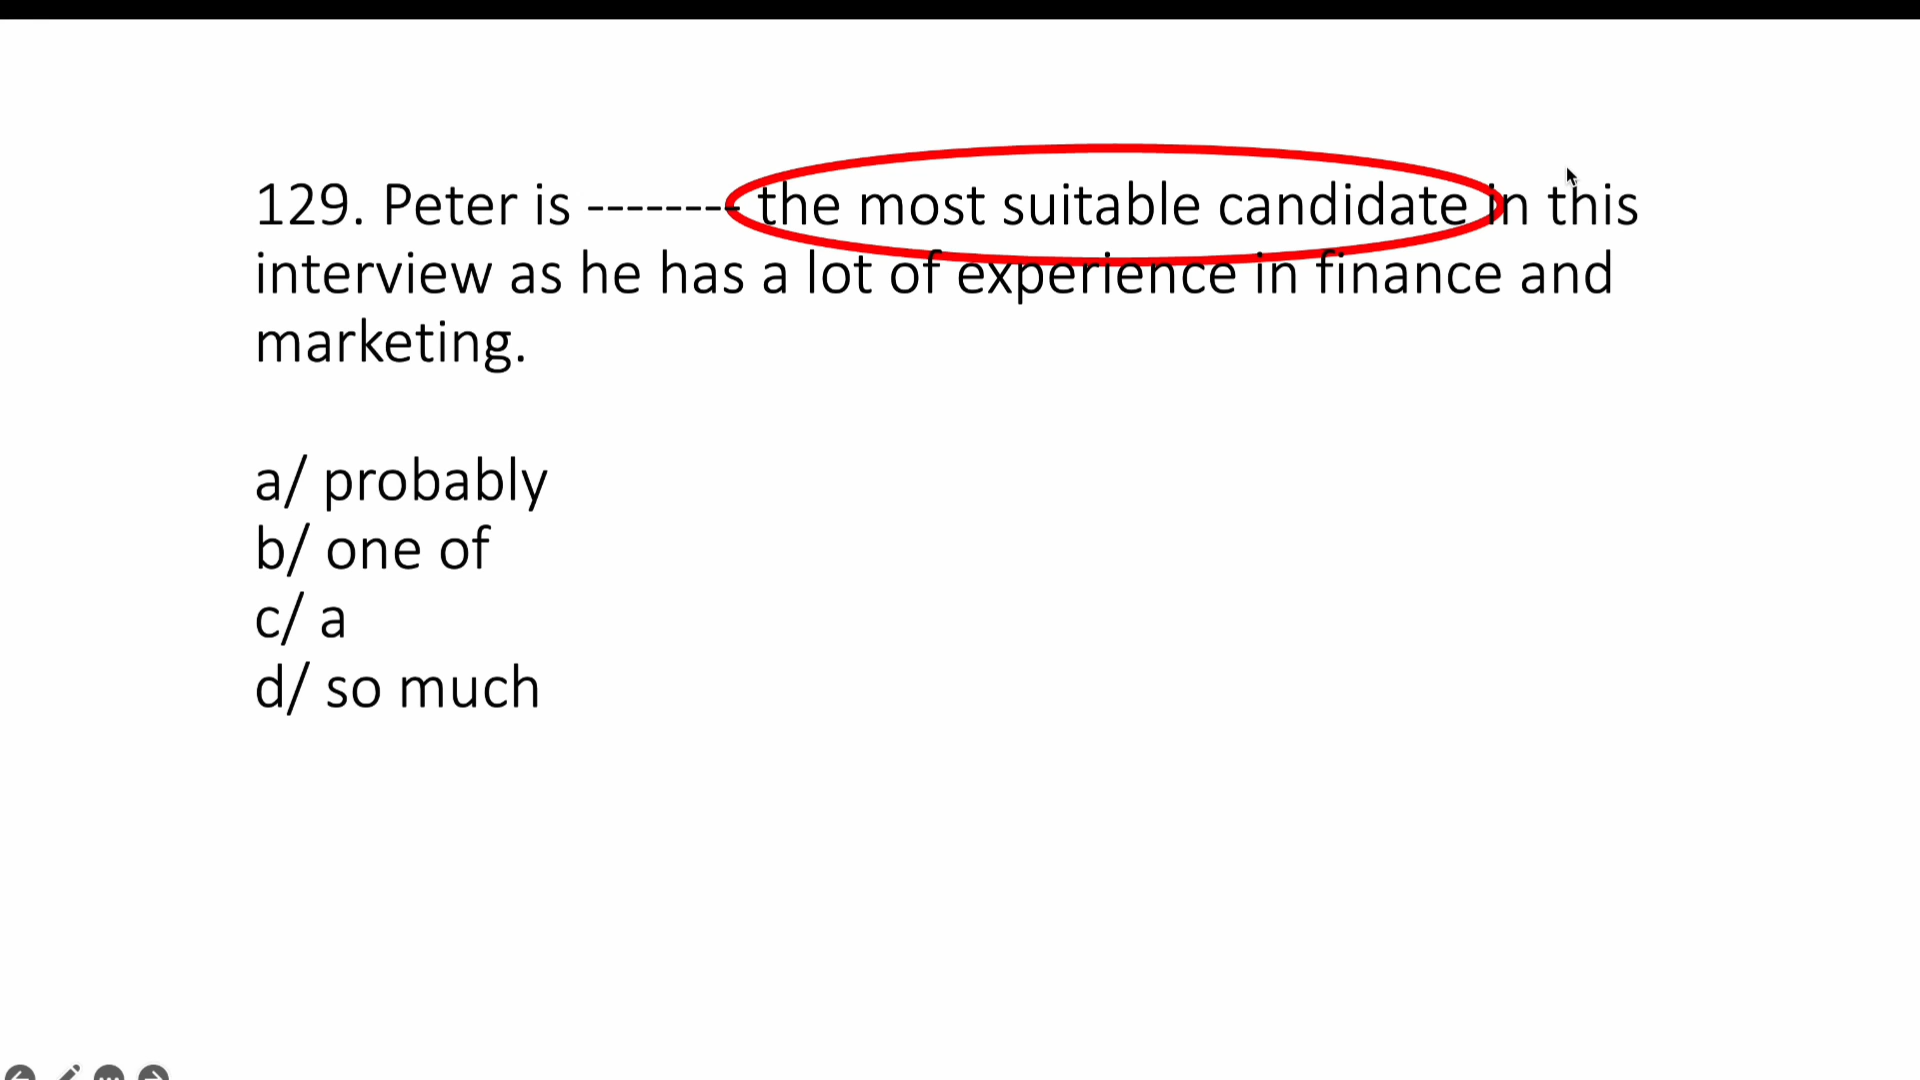 129. Peter is -------- the most suitable candidate in this
interview as he has a lot of experience in finance and
marketing.
a/ probably
b/ one of
c/ a
d/ so much